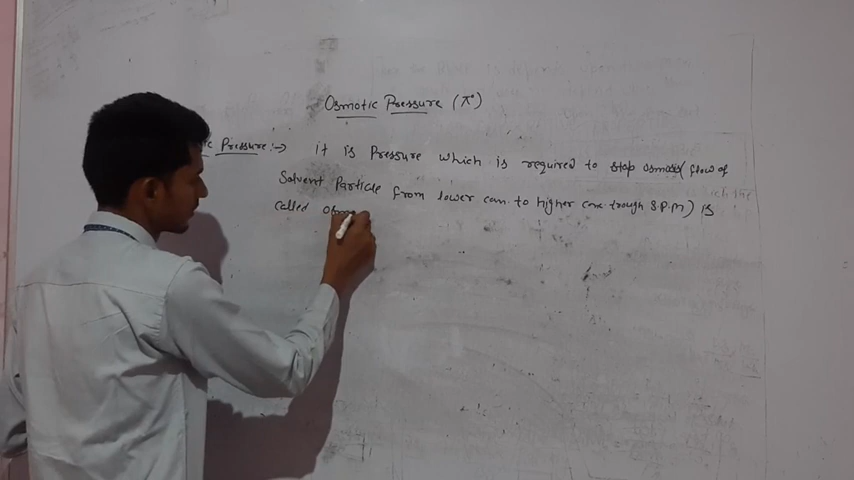 Osmotic Pressure (π)
ic Pressure :→ it is Pressure which is required to stop osmosis (flow of
Solvent Particle from lower con. to higher con. trough S.P.M) is
called